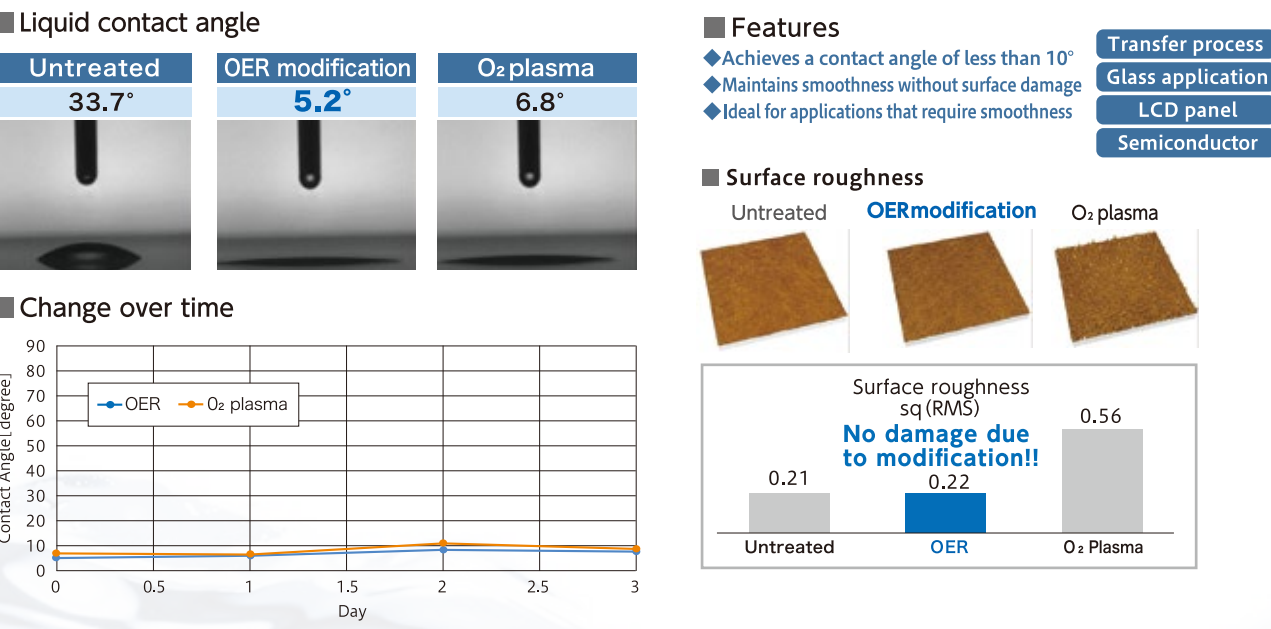 Liquid contact angle
Untreated
OER modification
O₂ plasma
33.7°
5.2°
6.8°
Change over time
Contact Angle[degree]
90
80
70
60
50
40
30
20
10
0
OER
O₂ plasma
0
0.5
1
1.5
2
2.5
3
Day
Features
◆Achieves a contact angle of less than 10°
◆Maintains smoothness without surface damage
◆Ideal for applications that require smoothness
Transfer process
Glass application
LCD panel
Semiconductor
Surface roughness
Untreated
OER modification
O₂ plasma
Surface roughness
sq (RMS)
No damage due
to modification!!
0.21
0.22
0.56
Untreated
OER
O₂ Plasma